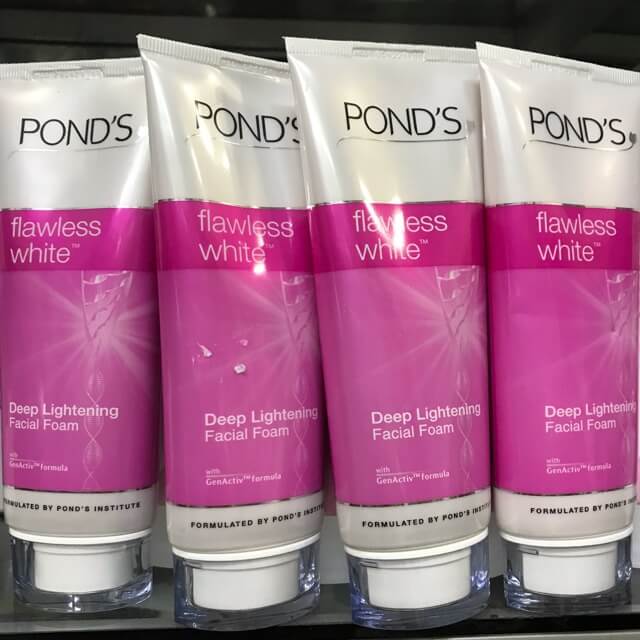 POND'S
flawless
white™
Deep Lightening
Facial Foam
with
GenActiv™ formula
FORMULATED BY POND'S INSTITUTE
POND'S
flawless
white™
Deep Lightening
Facial Foam
with
GenActiv™ formula
FORMULATED BY POND'S INSTITUTE
POND'S
flawless
white™
Deep Lightening
Facial Foam
with
GenActiv™ formula
FORMULATED BY POND'S INSTITUTE
POND'S
flawless
white™
Deep Lightening
Facial Foam
with
GenActiv™ formula
FORMULATED BY POND'S